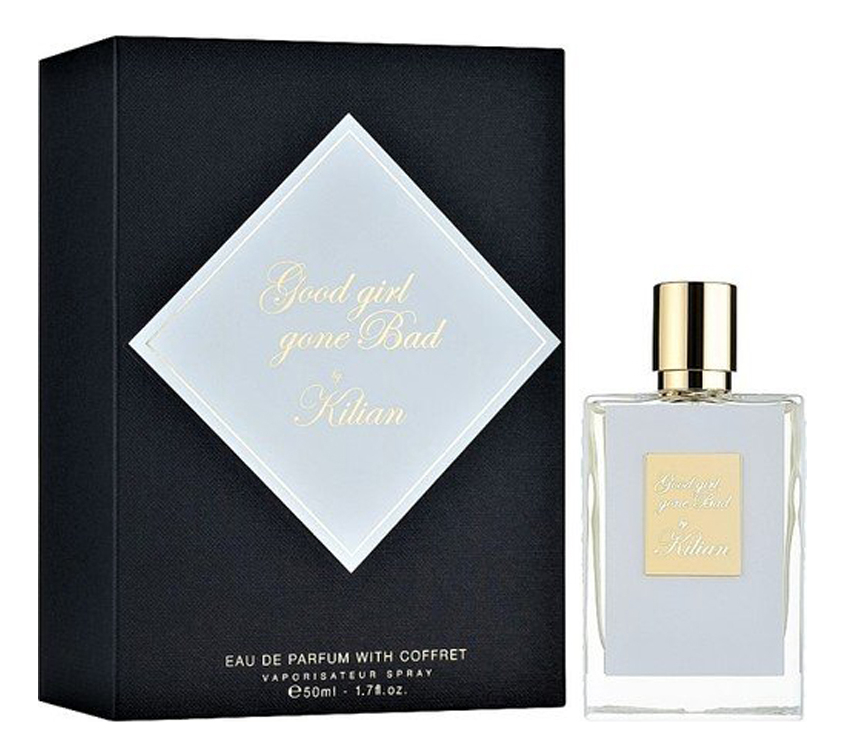 Good girl
gone Bad
by
Kilian
EAU DE PARFUM WITH COFFRET
VAPORISATEUR SPRAY
℮50ml - 1.7fl.oz.
Good girl
gone Bad
by
Kilian